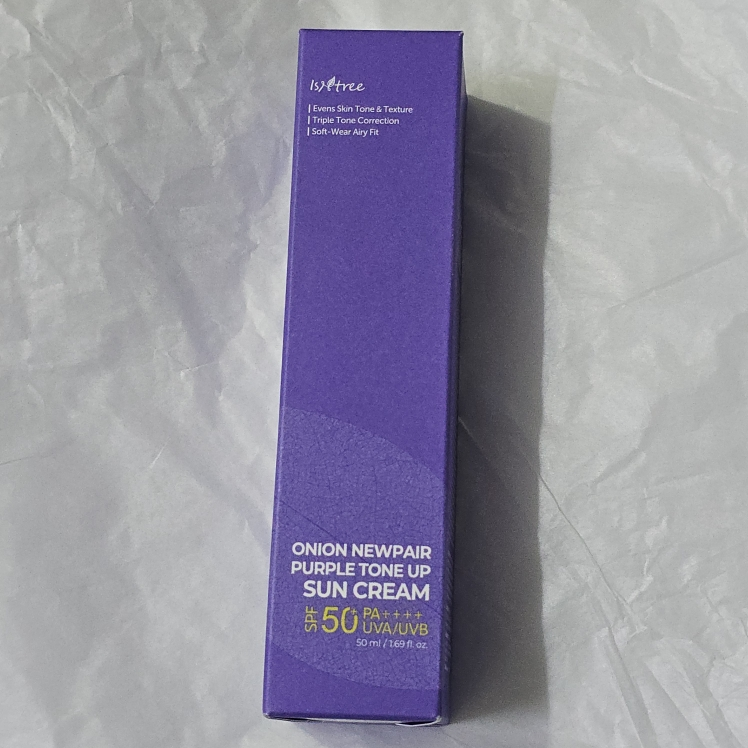 Isntree
Evens Skin Tone & Texture
Triple Tone Correction
Soft-Wear Airy Fit
ONION NEWPAIR
PURPLE TONE UP
SUN CREAM
SPF 50+ PA++++
UVA/UVB
50 ml / 1.69 fl. oz.